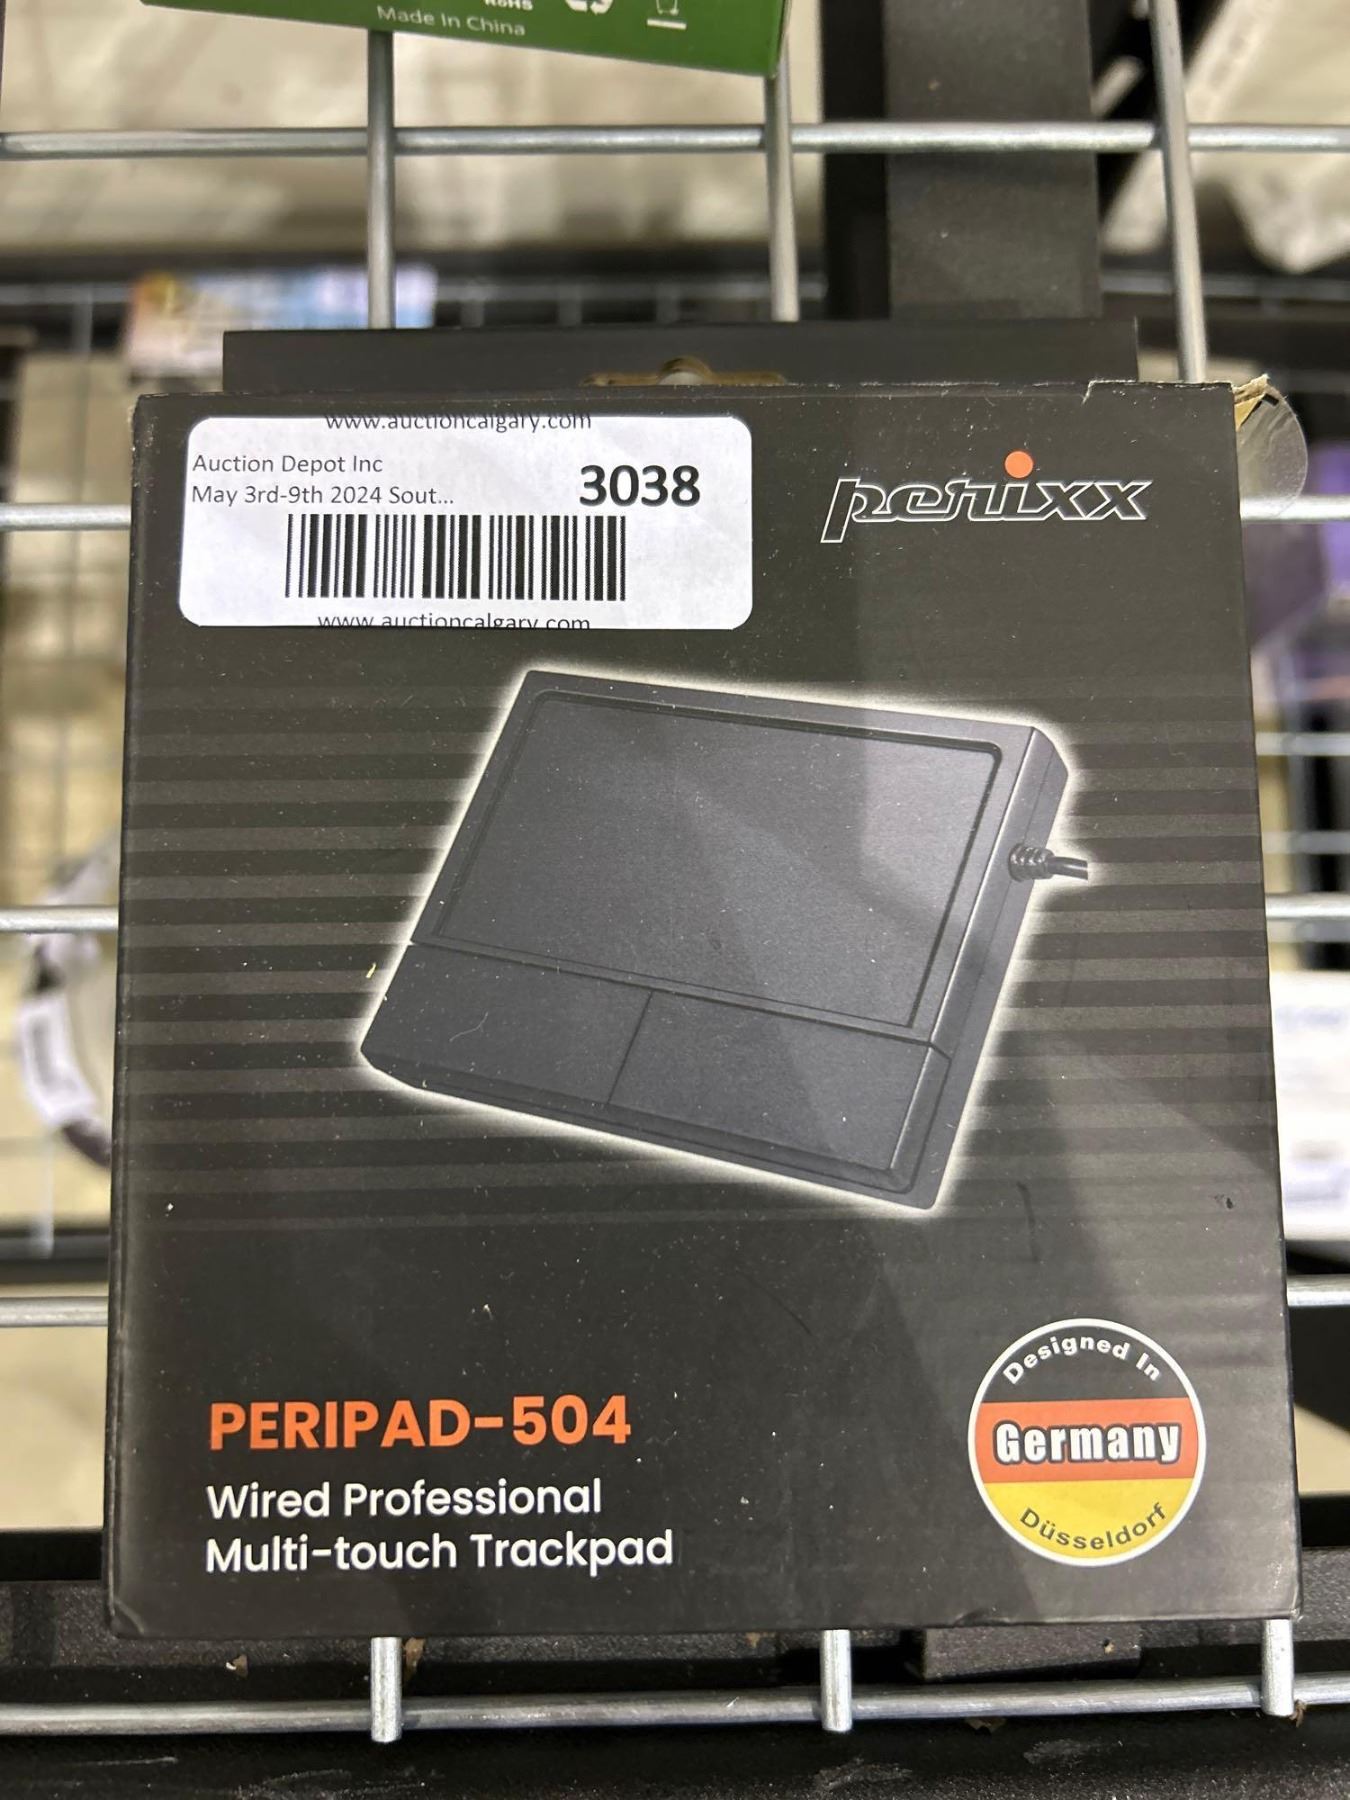 RoHS
Made In China
www.auctioncalgary.com
Auction Depot Inc
May 3rd-9th 2024 Sout...
3038
www.auctioncalgary.com
perixx
PERIPAD-504
Wired Professional
Multi-touch Trackpad
Designed In
Germany
Düsseldorf